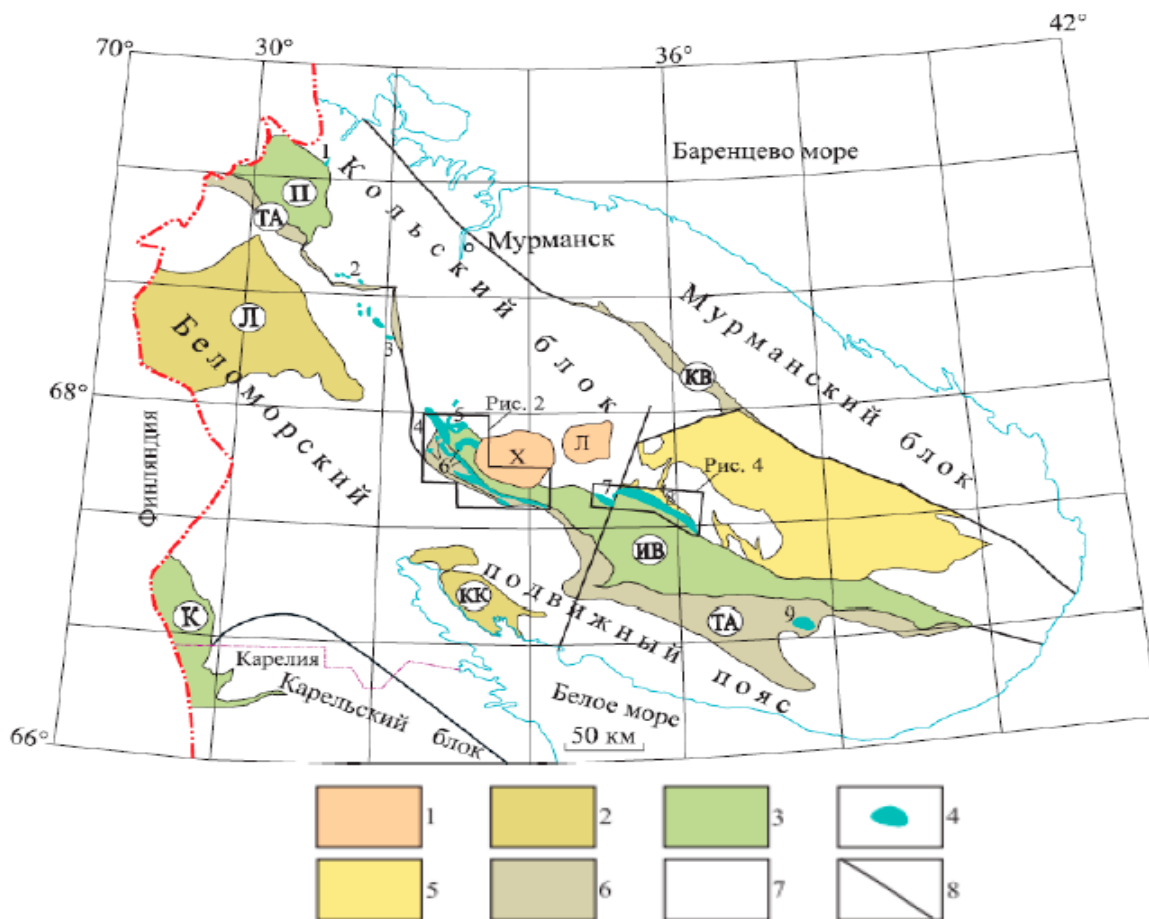 70°
30°
36°
42°
1
Баренцево море
П
Кольский блок
ТА
Мурманск
2
Мурманский блок
Л
Беломорский
3
КВ
68°
Рис. 2
5
4
Х
Л
Рис. 4
6
Финляндия
7
8
ИВ
подвижный пояс
КК
К
ТА
9
Карелия
Карельский блок
Белое море
66°
50 км
1
2
3
4
5
6
7
8